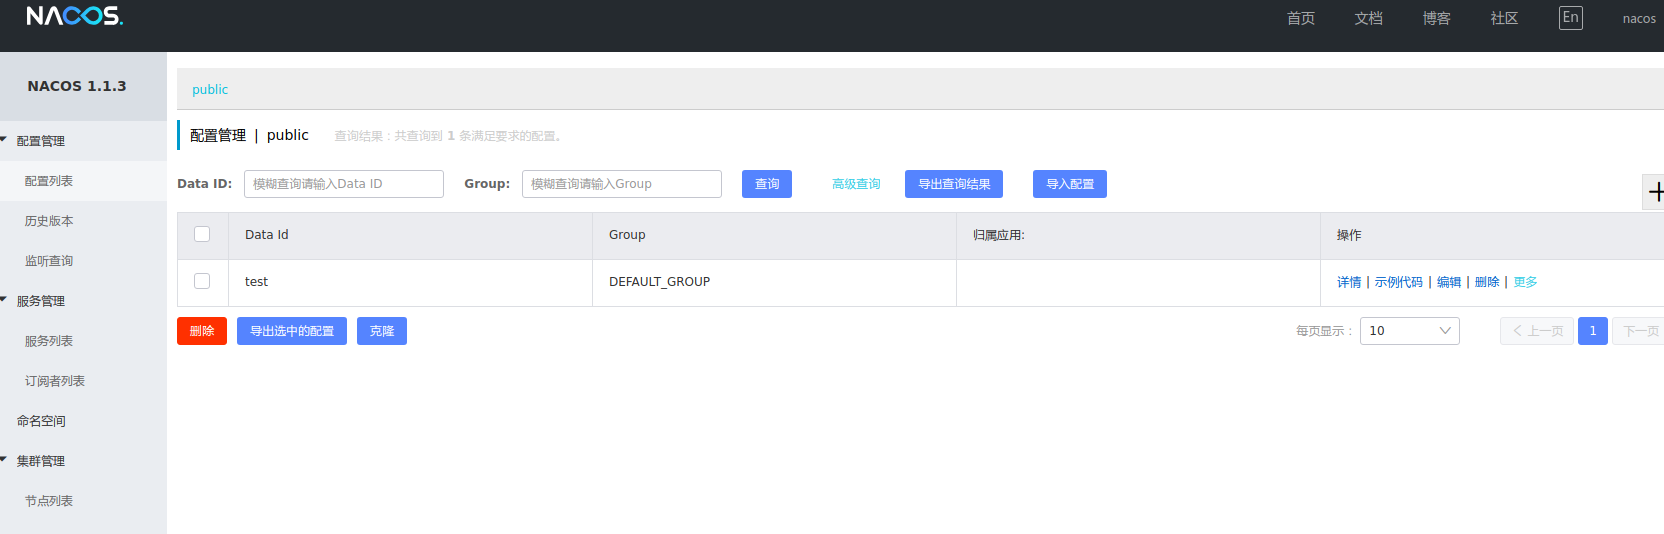 NACOS.
首页 文档 博客 社区 En nacos
NACOS 1.1.3
配置管理
配置列表
历史版本
监听查询
服务管理
服务列表
订阅者列表
命名空间
集群管理
节点列表
public
配置管理 | public 查询结果：共查询到 1 条满足要求的配置。
Data ID: 模糊查询请输入Data ID Group: 模糊查询请输入Group 查询 高级查询 导出查询结果 导入配置
Data Id Group 归属应用: 操作
test DEFAULT_GROUP 详情 | 示例代码 | 编辑 | 删除 | 更多
删除 导出选中的配置 克隆 每页显示： 10 上一页 1 下一页